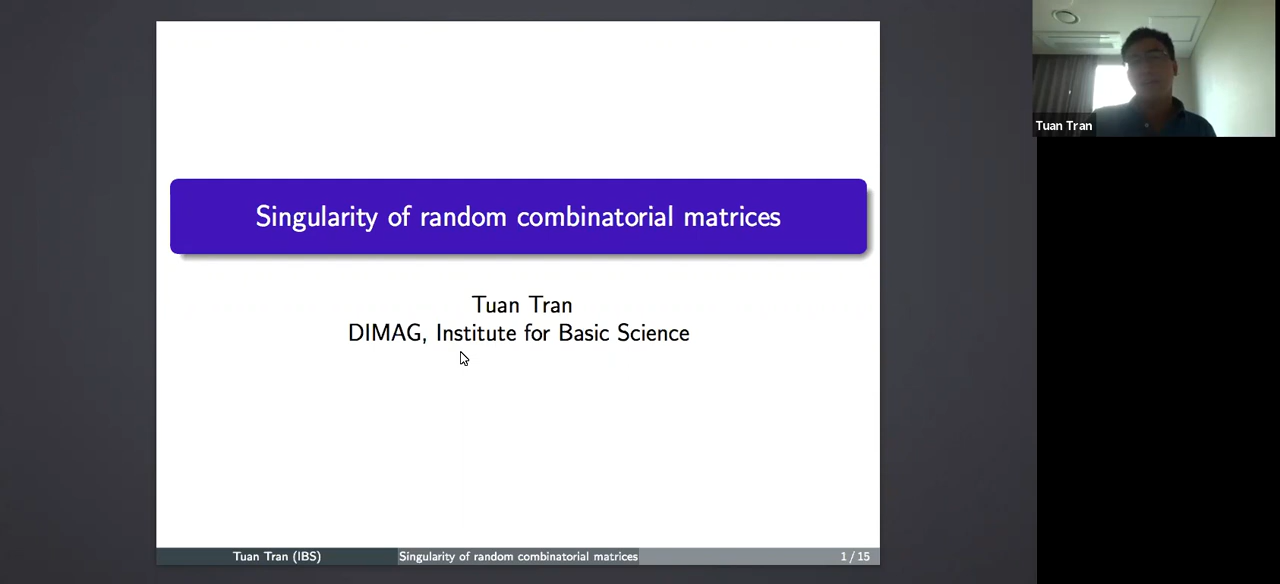 Singularity of random combinatorial matrices
Tuan Tran
DIMAG, Institute for Basic Science
Tuan Tran (IBS)
Singularity of random combinatorial matrices
1 / 15
Tuan Tran